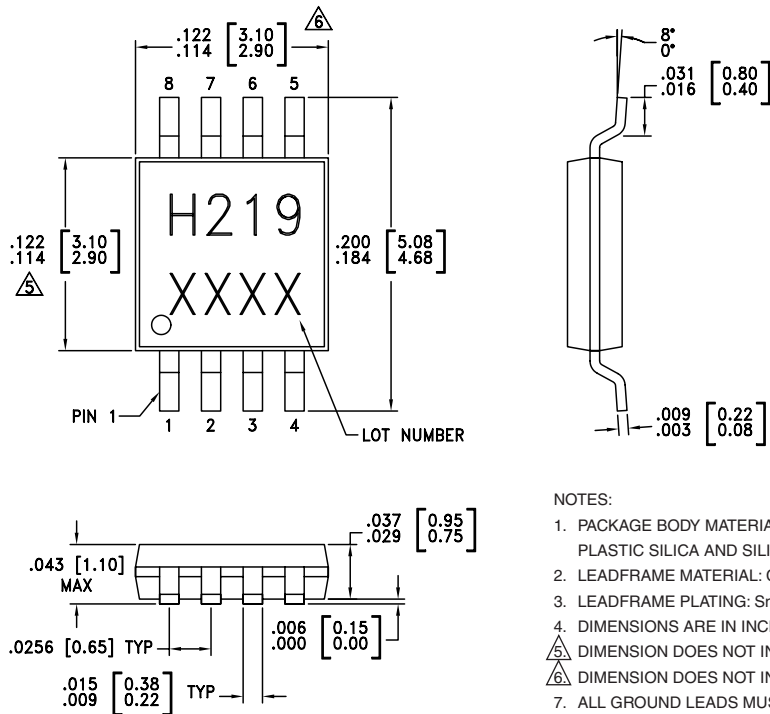 .122 [3.10]
.114 [2.90]
6
8 7 6 5
H219
XXXX
.122 [3.10]
.114 [2.90]
5
.200 [5.08]
.184 [4.68]
PIN 1
1 2 3 4
LOT NUMBER
8°
0°
.031 [0.80]
.016 [0.40]
.009 [0.22]
.003 [0.08]
.037 [0.95]
.029 [0.75]
.043 [1.10]
MAX
.0256 [0.65] TYP
.006 [0.15]
.000 [0.00]
.015 [0.38]
.009 [0.22]
TYP
NOTES:
1. PACKAGE BODY MATERIA
PLASTIC SILICA AND SILI
2. LEADFRAME MATERIAL:
3. LEADFRAME PLATING:
4. DIMENSIONS ARE IN INC
5. DIMENSION DOES NOT IN
6. DIMENSION DOES NOT IN
7. ALL GROUND LEADS MUS